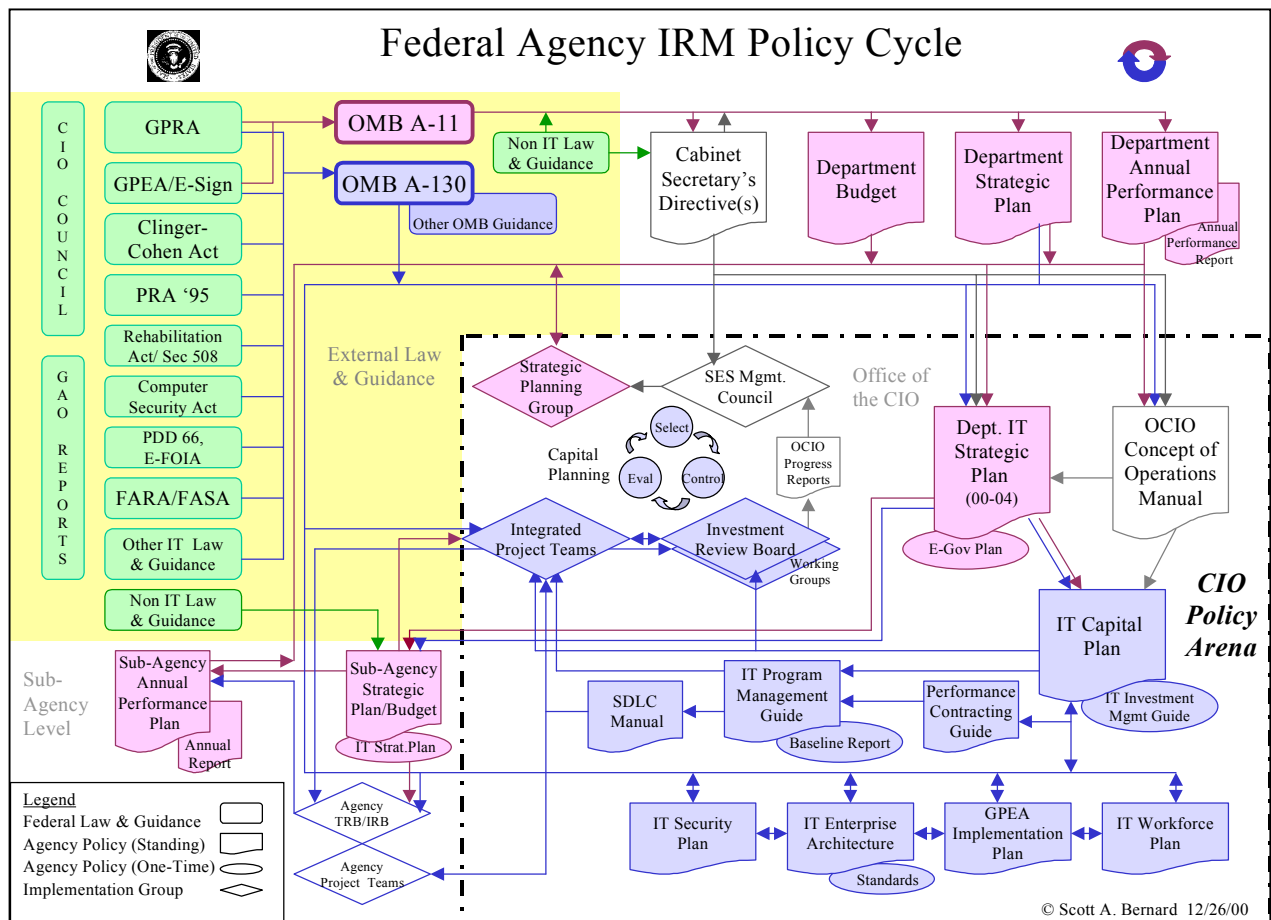 Federal Agency IRM Policy Cycle
C
I
O
C
O
U
N
C
I
L
G
A
O
R
E
P
O
R
T
S
GPRA
GPEA/E-Sign
Clinger-
Cohen Act
PRA ‘95
Rehabilitation
Act/ Sec 508
Computer
Security Act
PDD 66,
E-FOIA
FARA/FASA
Other IT Law
& Guidance
Non IT Law
& Guidance
OMB A-11
OMB A-130
Other OMB Guidance
Non IT Law
& Guidance
Cabinet
Secretary’s
Directive(s)
Department
Budget
Department
Strategic
Plan
Department
Annual
Performance
Plan
Annual
Performance
Report
External Law
& Guidance
Strategic
Planning
Group
SES Mgmt.
Council
Office of
the CIO
Capital
Planning
Select
Eval
Control
OCIO
Progress
Reports
Dept. IT
Strategic
Plan
(00-04)
E-Gov Plan
OCIO
Concept of
Operations
Manual
Integrated
Project Teams
Investment
Review Board
Working
Groups
CIO
Policy
Arena
IT Capital
Plan
IT Investment
Mgmt Guide
Sub-
Agency
Level
Sub-Agency
Annual
Performance
Plan
Annual
Report
Sub-Agency
Strategic
Plan/Budget
IT Strat.Plan
SDLC
Manual
IT Program
Management
Guide
Baseline Report
Performance
Contracting
Guide
Agency
TRB/IRB
Agency
Project Teams
IT Security
Plan
IT Enterprise
Architecture
Standards
GPEA
Implementation
Plan
IT Workforce
Plan
Legend
Federal Law & Guidance
Agency Policy (Standing)
Agency Policy (One-Time)
Implementation Group
© Scott A. Bernard 12/26/00